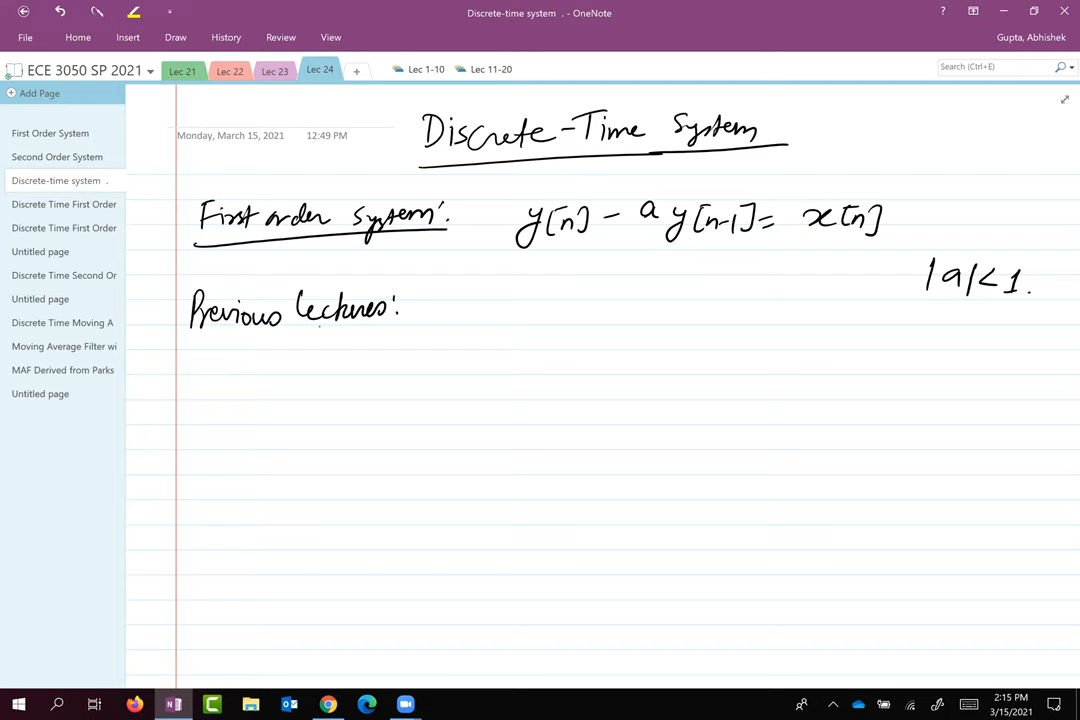 Discrete-time system . - OneNote
?
File
Home
Insert
Draw
History
Review
View
Gupta, Abhishek
ECE 3050 SP 2021
Lec 21
Lec 22
Lec 23
Lec 24
+
Lec 1-10
Lec 11-20
Search (Ctrl+E)
Add Page
First Order System
Second Order System
Discrete-time system .
Discrete Time First Order
Discrete Time First Order
Untitled page
Discrete Time Second Or
Untitled page
Discrete Time Moving A
Moving Average Filter wi
MAF Derived from Parks
Untitled page
Monday, March 15, 2021 12:49 PM
Discrete-Time System
First order system: y[n] - a y[n-1] = x[n]
|a| < 1.
Previous lectures:
2:15 PM
3/15/2021